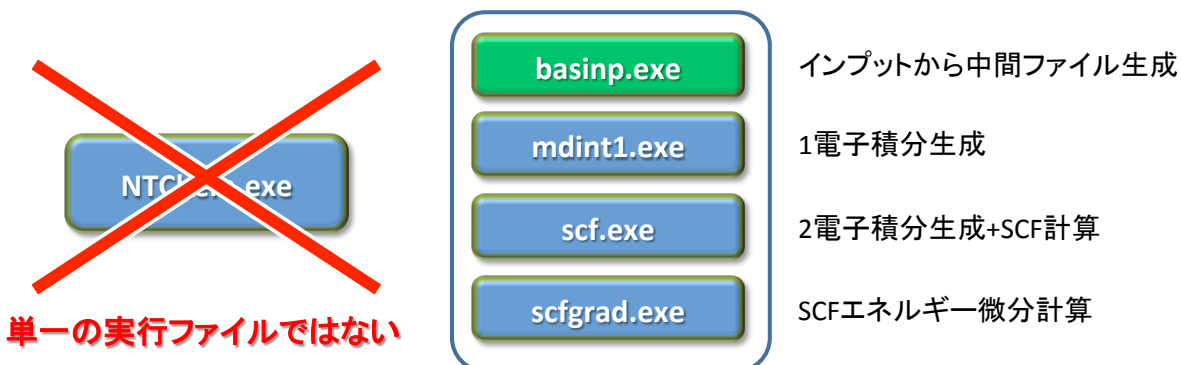 NTChem.exe
単一の実行ファイルではない
basinp.exe
インプットから中間ファイル生成
mdint1.exe
1電子積分生成
scf.exe
2電子積分生成+SCF計算
scfgrad.exe
SCFエネルギー微分計算